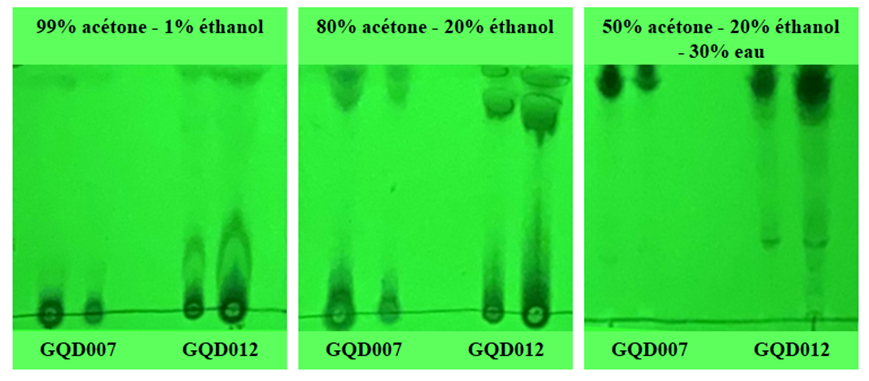 99% acétone - 1% éthanol
80% acétone - 20% éthanol
50% acétone - 20% éthanol
- 30% eau
GQD007
GQD012
GQD007
GQD012
GQD007
GQD012